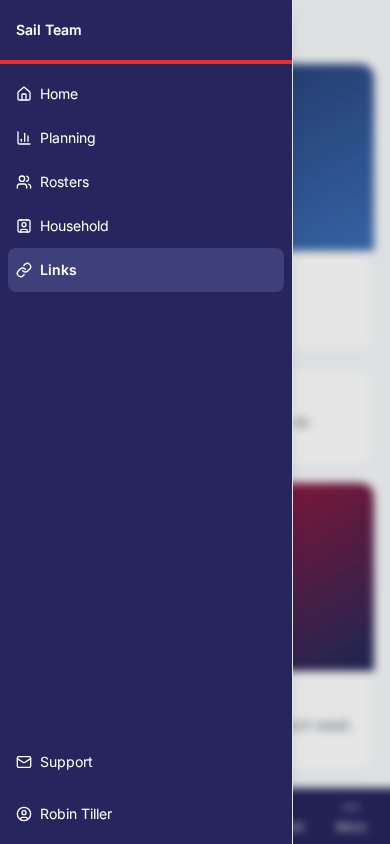 Sail Team
Home
Planning
Rosters
Household
Links
Support
Robin Tiller